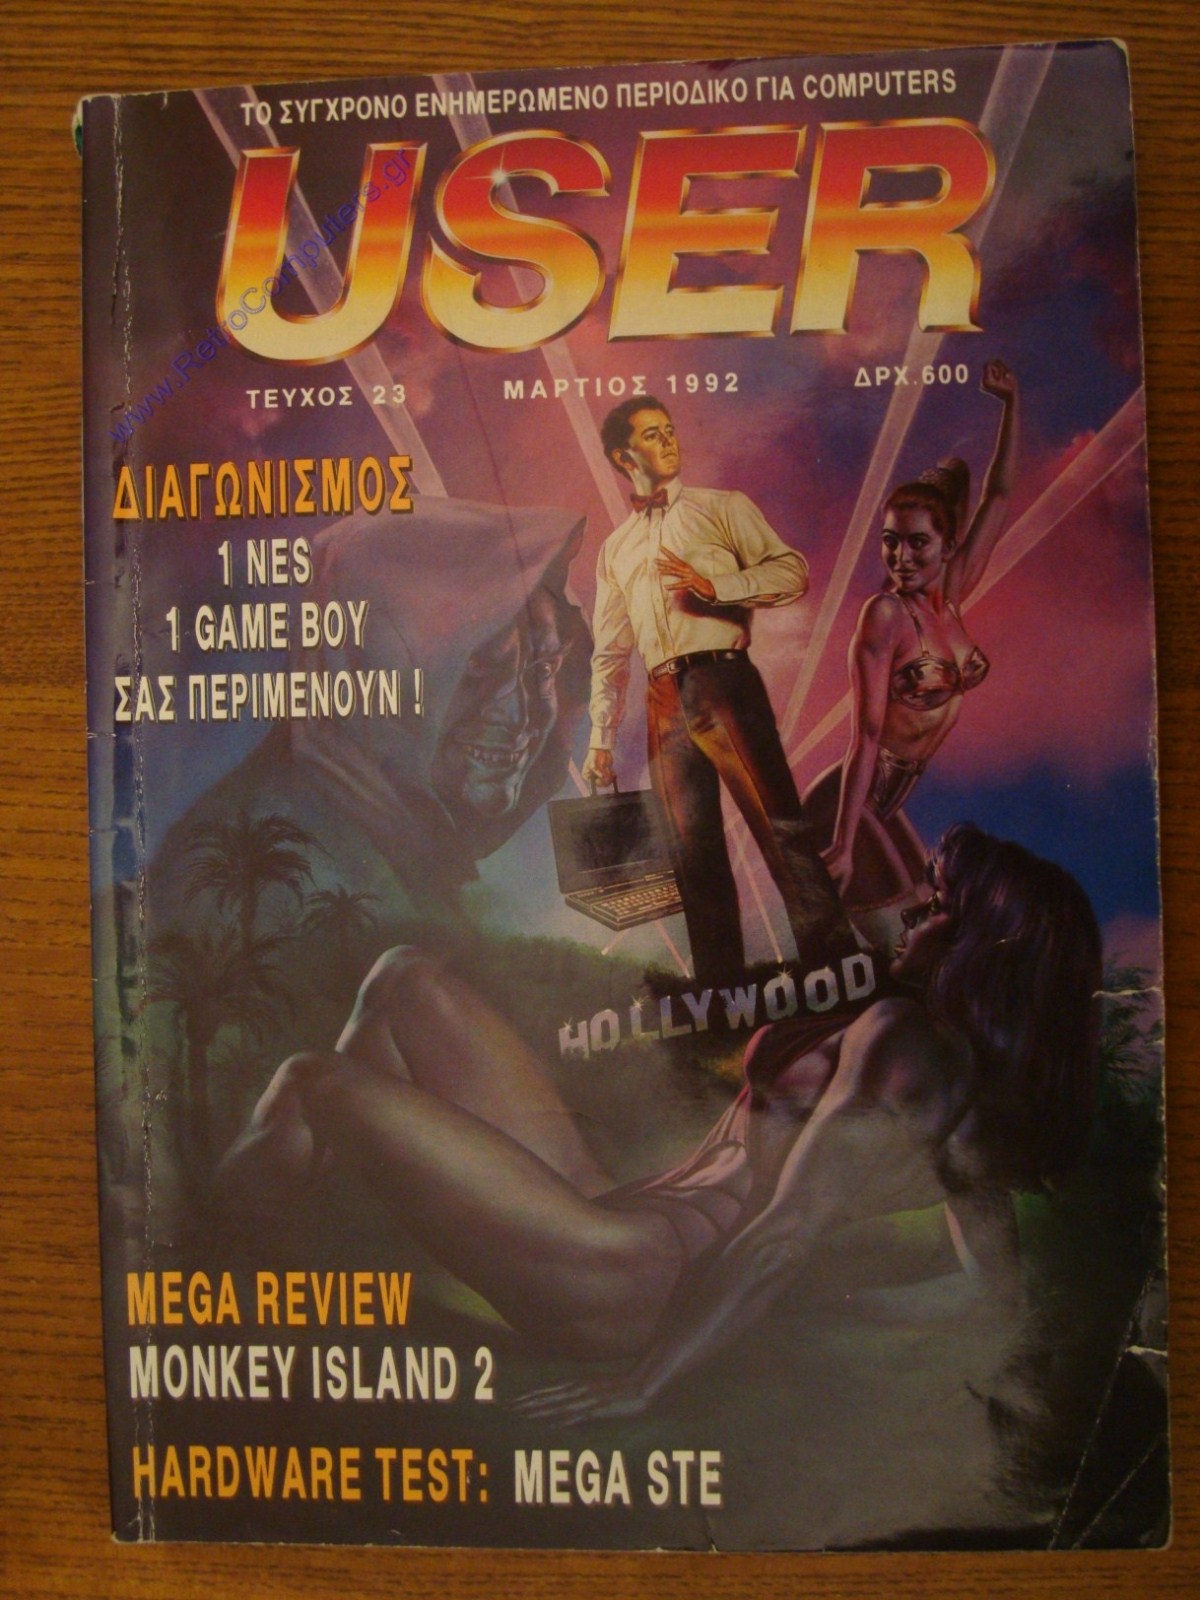 ΤΟ ΣΥΓΧΡΟΝΟ ΕΝΗΜΕΡΩΜΕΝΟ ΠΕΡΙΟΔΙΚΟ ΓΙΑ COMPUTERS
USER
www.RetroComputers.gr
ΤΕΥΧΟΣ 23 ΜΑΡΤΙΟΣ 1992 ΔΡΧ.600
ΔΙΑΓΩΝΙΣΜΟΣ
1 NES
1 GAME BOY
ΣΑΣ ΠΕΡΙΜΕΝΟΥΝ !
HOLLYWOOD
MEGA REVIEW
MONKEY ISLAND 2
HARDWARE TEST: MEGA STE